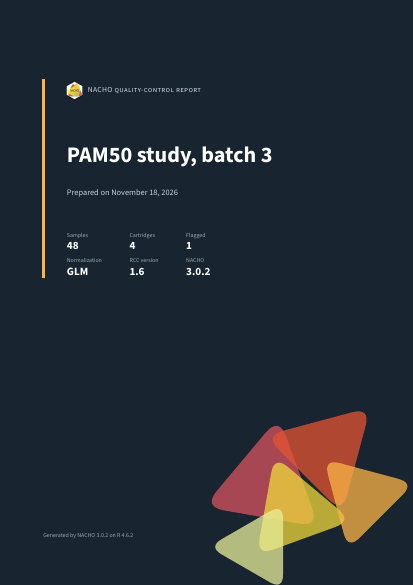 NACHO QUALITY-CONTROL REPORT
PAM50 study, batch 3
Prepared on November 18, 2026
Samples Cartridges Flagged
48 4 1
Normalization RCC version NACHO
GLM 1.6 3.0.2
Generated by NACHO 3.0.2 on R 4.6.2